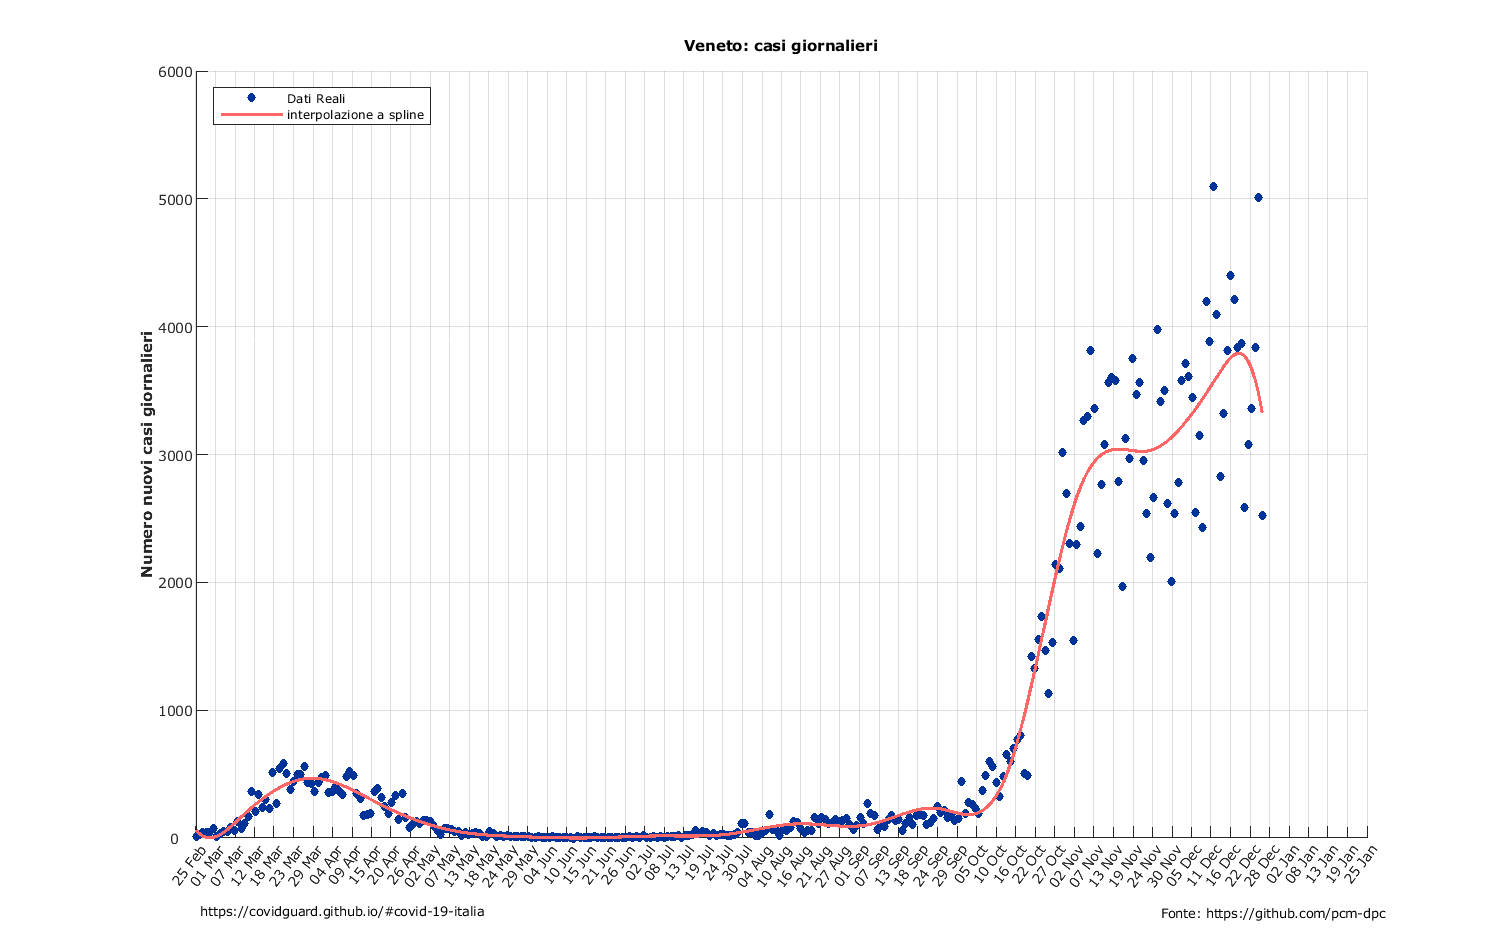 Veneto: casi giornalieri
6000
5000
4000
3000
2000
1000
0
Dati Reali
interpolazione a spline
Numero nuovi casi giornalieri
25 Feb
01 Mar
07 Mar
12 Mar
18 Mar
23 Mar
29 Mar
04 Apr
09 Apr
15 Apr
20 Apr
26 Apr
02 May
07 May
13 May
18 May
24 May
29 May
04 Jun
10 Jun
15 Jun
21 Jun
26 Jun
02 Jul
08 Jul
13 Jul
19 Jul
24 Jul
30 Jul
04 Aug
10 Aug
16 Aug
21 Aug
27 Aug
01 Sep
07 Sep
13 Sep
18 Sep
24 Sep
29 Sep
05 Oct
10 Oct
16 Oct
22 Oct
27 Oct
02 Nov
07 Nov
13 Nov
19 Nov
24 Nov
30 Nov
05 Dec
11 Dec
16 Dec
22 Dec
28 Dec
02 Jan
08 Jan
13 Jan
19 Jan
25 Jan
https://covidguard.github.io/#covid-19-italia
Fonte: https://github.com/pcm-dpc